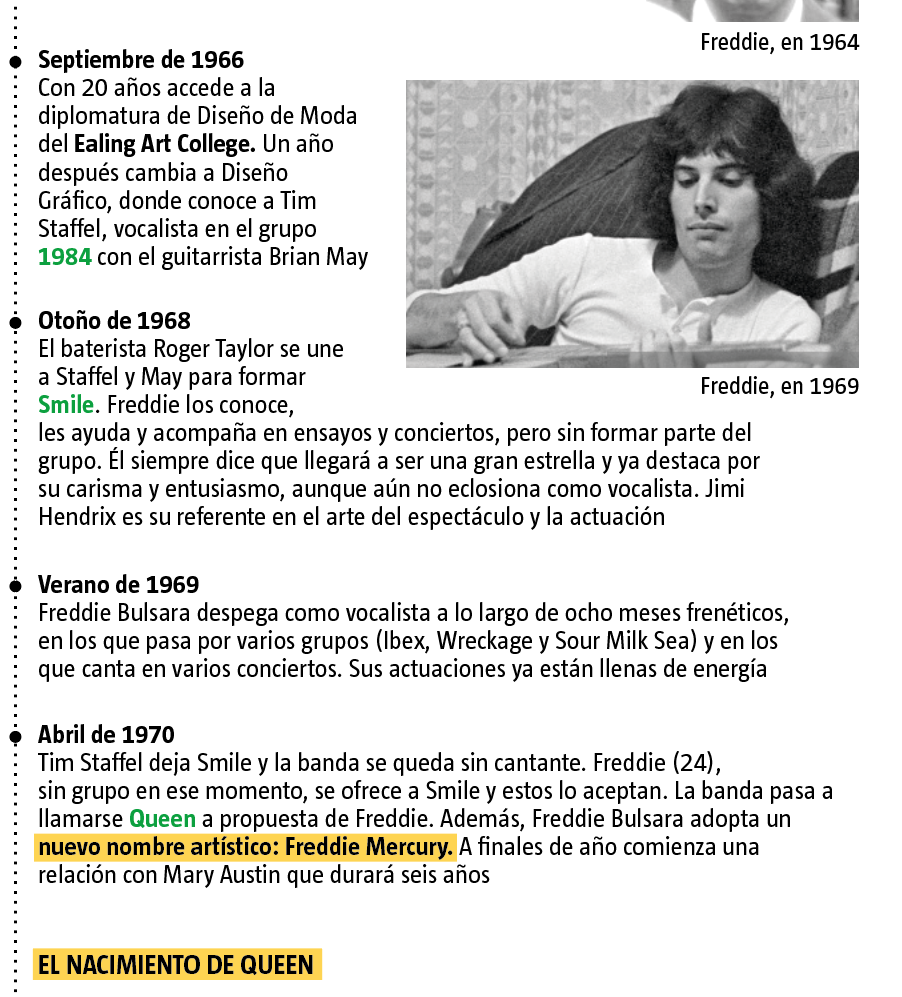 Freddie, en 1964
Septiembre de 1966
Con 20 años accede a la
diplomatura de Diseño de Moda
del Ealing Art College. Un año
después cambia a Diseño
Gráfico, donde conoce a Tim
Staffel, vocalista en el grupo
1984 con el guitarrista Brian May
Freddie, en 1969
Otoño de 1968
El baterista Roger Taylor se une
a Staffel y May para formar
Smile. Freddie los conoce,
les ayuda y acompaña en ensayos y conciertos, pero sin formar parte del
grupo. Él siempre dice que llegará a ser una gran estrella y ya destaca por
su carisma y entusiasmo, aunque aún no eclosiona como vocalista. Jimi
Hendrix es su referente en el arte del espectáculo y la actuación
Verano de 1969
Freddie Bulsara despega como vocalista a lo largo de ocho meses frenéticos,
en los que pasa por varios grupos (Ibex, Wreckage y Sour Milk Sea) y en los
que canta en varios conciertos. Sus actuaciones ya están llenas de energía
Abril de 1970
Tim Staffel deja Smile y la banda se queda sin cantante. Freddie (24),
sin grupo en ese momento, se ofrece a Smile y estos lo aceptan. La banda pasa a
llamarse Queen a propuesta de Freddie. Además, Freddie Bulsara adopta un
nuevo nombre artístico: Freddie Mercury. A finales de año comienza una
relación con Mary Austin que durará seis años
EL NACIMIENTO DE QUEEN